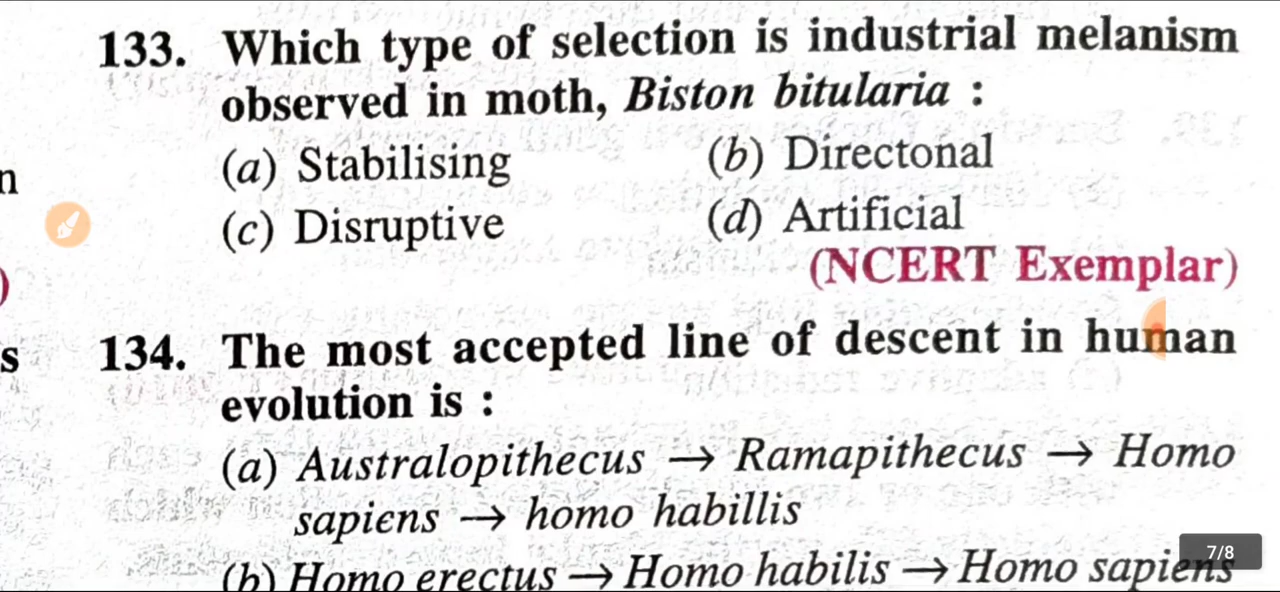 133. Which type of selection is industrial melanism
observed in moth, Biston bitularia :
(a) Stabilising (b) Directonal
n
(c) Disruptive (d) Artificial
(NCERT Exemplar)
)
s 134. The most accepted line of descent in human
evolution is :
(a) Australopithecus → Ramapithecus → Homo
sapiens → homo habillis
(b) Homo erectus → Homo habilis → Homo sapiens
7/8